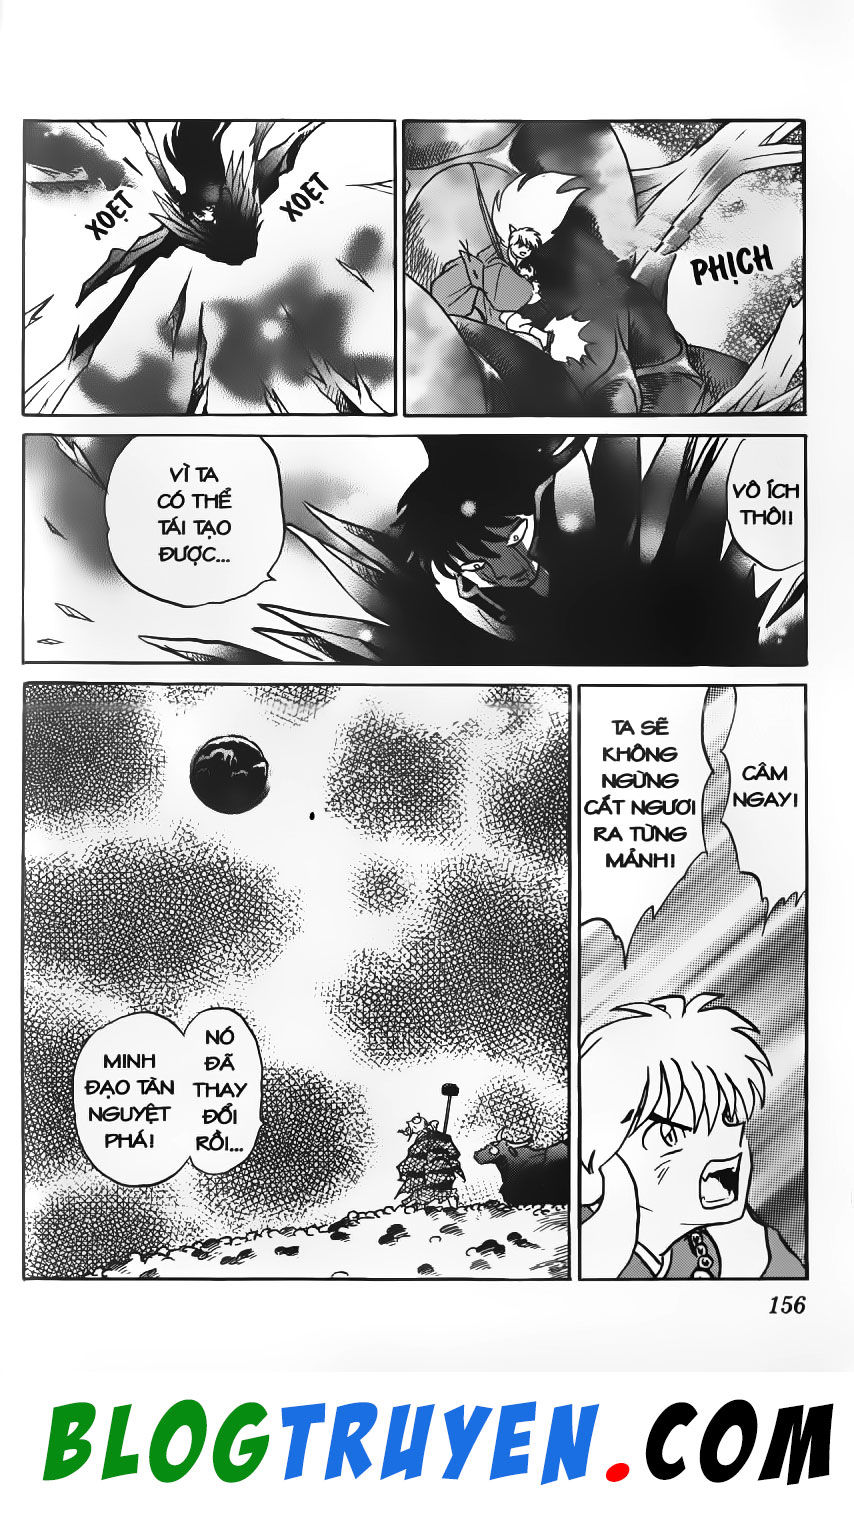 PHỊCH
XOẸT
XOẸT
VÔ ÍCH
THÔI!
VÌ TA
CÓ THỂ
TÁI TẠO
ĐƯỢC...
CÂM
NGAY!
TA SẼ
KHÔNG
NGỪNG
CẮT NGƯƠI
RA TỪNG
MẢNH!
NÓ
ĐÃ
THAY
ĐỔI
RỒI...
MINH
ĐẠO TÀN
NGUYỆT
PHÁ!
156
BLOGTRUYEN.COM